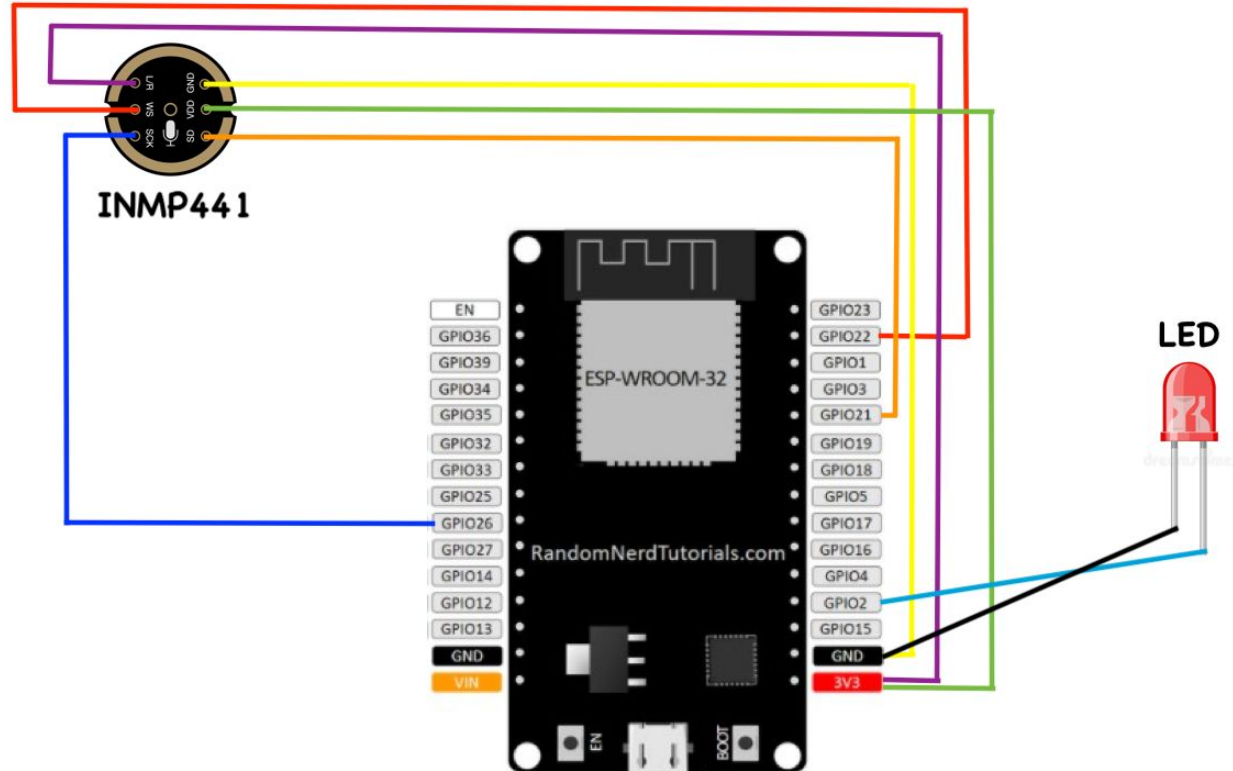 L/R
WS
SCK
GND
VDD
SD
INMP441
ESP-WROOM-32
RandomNerdTutorials.com
EN
GPIO36
GPIO39
GPIO34
GPIO35
GPIO32
GPIO33
GPIO25
GPIO26
GPIO27
GPIO14
GPIO12
GPIO13
GND
VIN
GPIO23
GPIO22
GPIO1
GPIO3
GPIO21
GPIO19
GPIO18
GPIO5
GPIO17
GPIO16
GPIO4
GPIO2
GPIO15
GND
3V3
EN
BOOT
LED